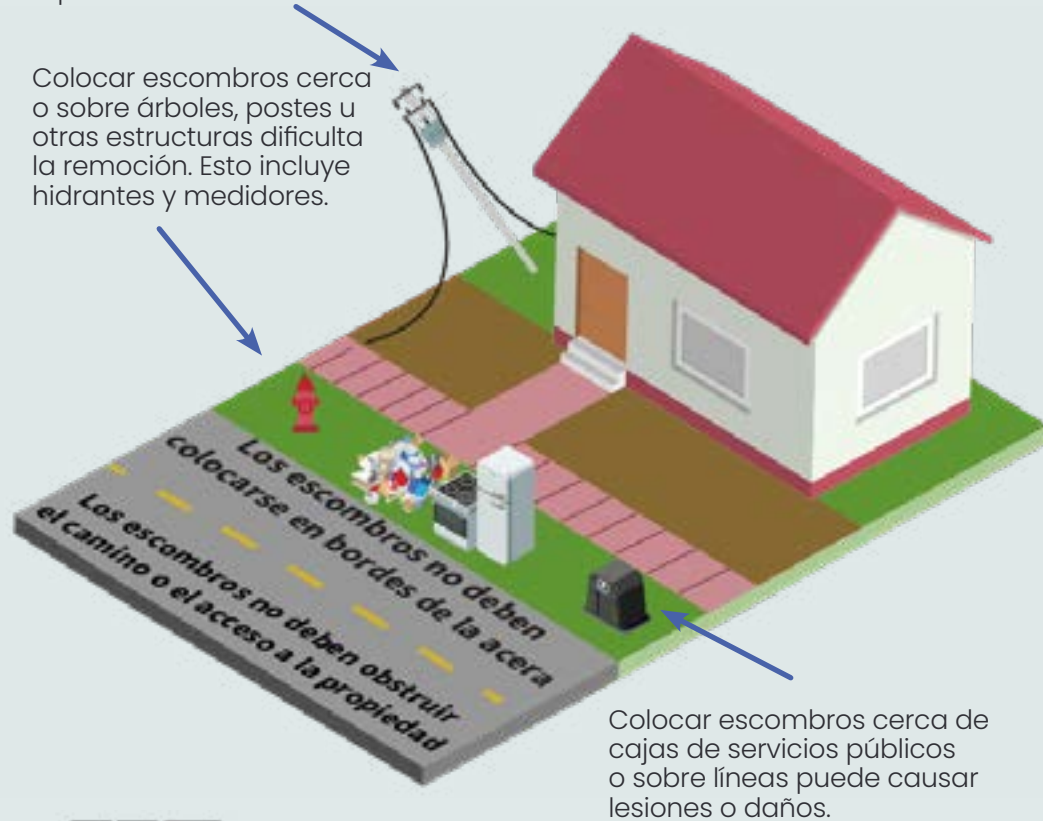 Colocar escombros cerca
o sobre árboles, postes u
otras estructuras dificulta
la remoción. Esto incluye
hidrantes y medidores.
Los escombros no deben
colocarse en bordes de la acera
Los escombros no deben obstruir
el camino o el acceso a la propiedad
Colocar escombros cerca de
cajas de servicios públicos
o sobre líneas puede causar
lesiones o daños.